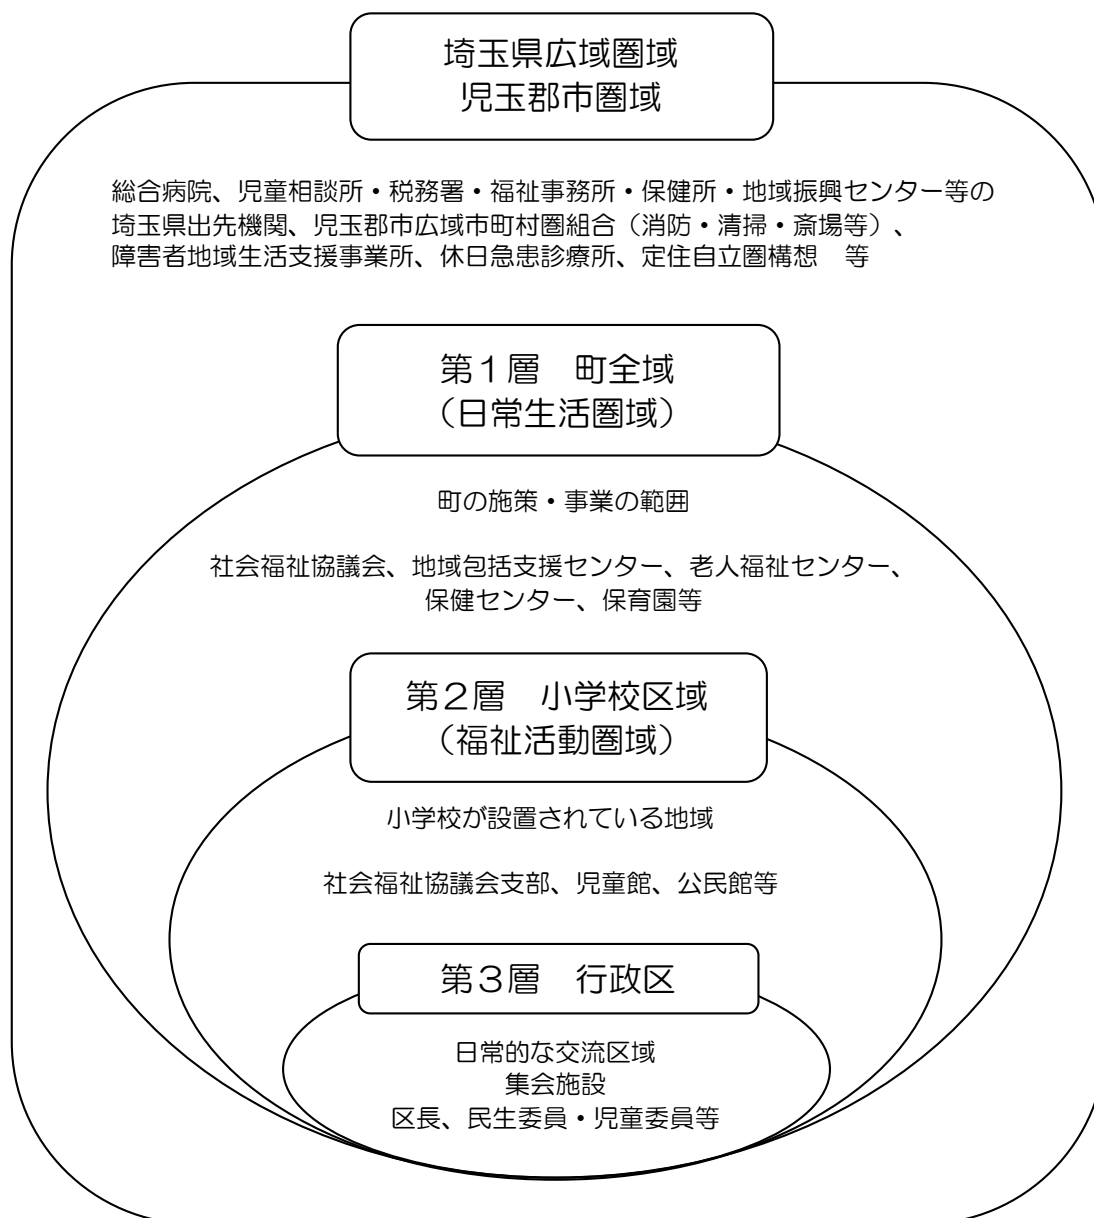 埼玉県広域圏域
児玉郡市圏域
総合病院、児童相談所・税務署・福祉事務所・保健所・地域振興センター等の
埼玉県出先機関、児玉郡市広域市町村圏組合（消防・清掃・斎場等）、
障害者地域生活支援事業所、休日急患診療所、定住自立圏構想　等
第１層　町全域
（日常生活圏域）
町の施策・事業の範囲
社会福祉協議会、地域包括支援センター、老人福祉センター、
保健センター、保育園等
第２層　小学校区域
（福祉活動圏域）
小学校が設置されている地域
社会福祉協議会支部、児童館、公民館等
第３層　行政区
日常的な交流区域
集会施設
区長、民生委員・児童委員等